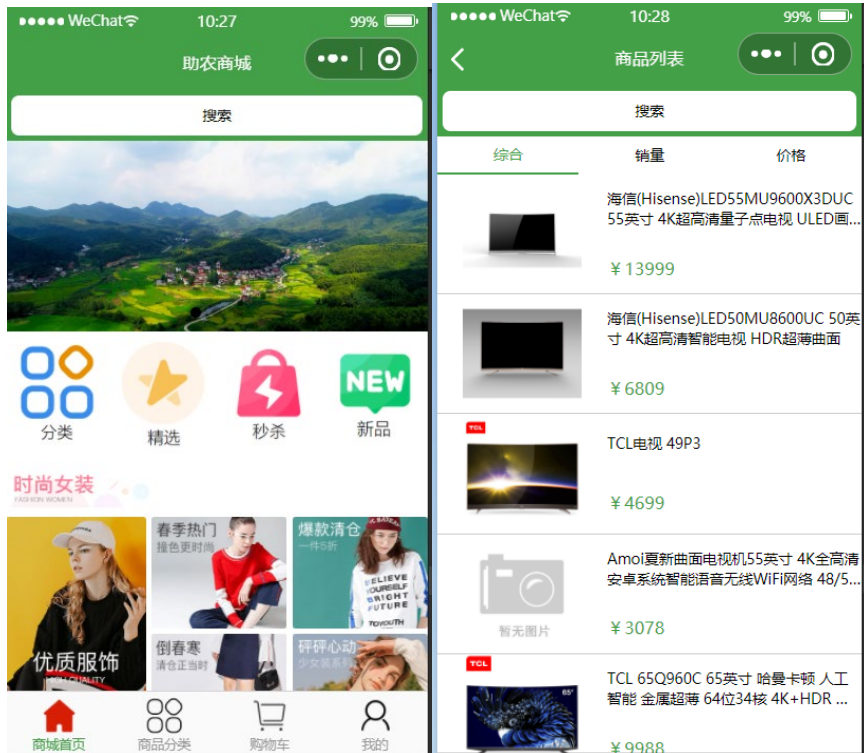 WeChat
10:27
99%
助农商城
搜索
分类
精选
秒杀
NEW
新品
时尚女装
FASHION WOMEN
优质服饰
HIGH QUALITY
春季热门
撞色更时尚
爆款清仓
一件5折
BELIEVE
YOURSELF
BRIGHT
FUTURE
TOYOUTH
倒春寒
清仓正当时
砰砰心动
少女装系列
商城首页
商品分类
购物车
我的
WeChat
10:28
99%
商品列表
搜索
综合
销量
价格
海信(Hisense)LED55MU9600X3DUC
55英寸 4K超高清量子点电视 ULED画...
￥13999
海信(Hisense)LED50MU8600UC 50英
寸 4K超高清智能电视 HDR超薄曲面
￥6809
TCL
TCL电视 49P3
￥4699
暂无图片
Amoi夏新曲面电视机55英寸 4K全高清
安卓系统智能语音无线WiFi网络 48/5...
￥3078
TCL
65"
TCL 65Q960C 65英寸 哈曼卡顿 人工
智能 金属超薄 64位34核 4K+HDR ...
￥9988